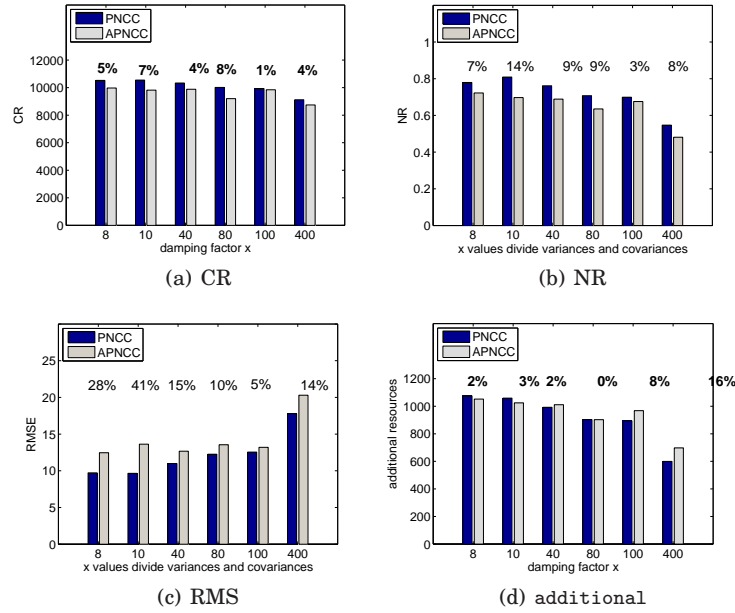 PNCC
APNCC
12000
10000
8000
6000
4000
2000
0
CR
5% 7% 4% 8% 1% 4%
8 10 40 80 100 400
damping factor x
(a) CR
PNCC
APNCC
1
0.8
0.6
0.4
0.2
0
NR
7% 14% 9% 9% 3% 8%
8 10 40 80 100 400
x values divide variances and covariances
(b) NR
PNCC
APNCC
25
20
15
10
5
0
RMSE
28% 41% 15% 10% 5% 14%
8 10 40 80 100 400
x values divide variances and covariances
(c) RMS
PNCC
APNCC
1200
1000
800
600
400
200
0
additional resources
2% 3% 2% 0% 8% 16%
8 10 40 80 100 400
damping factor x
(d) additional